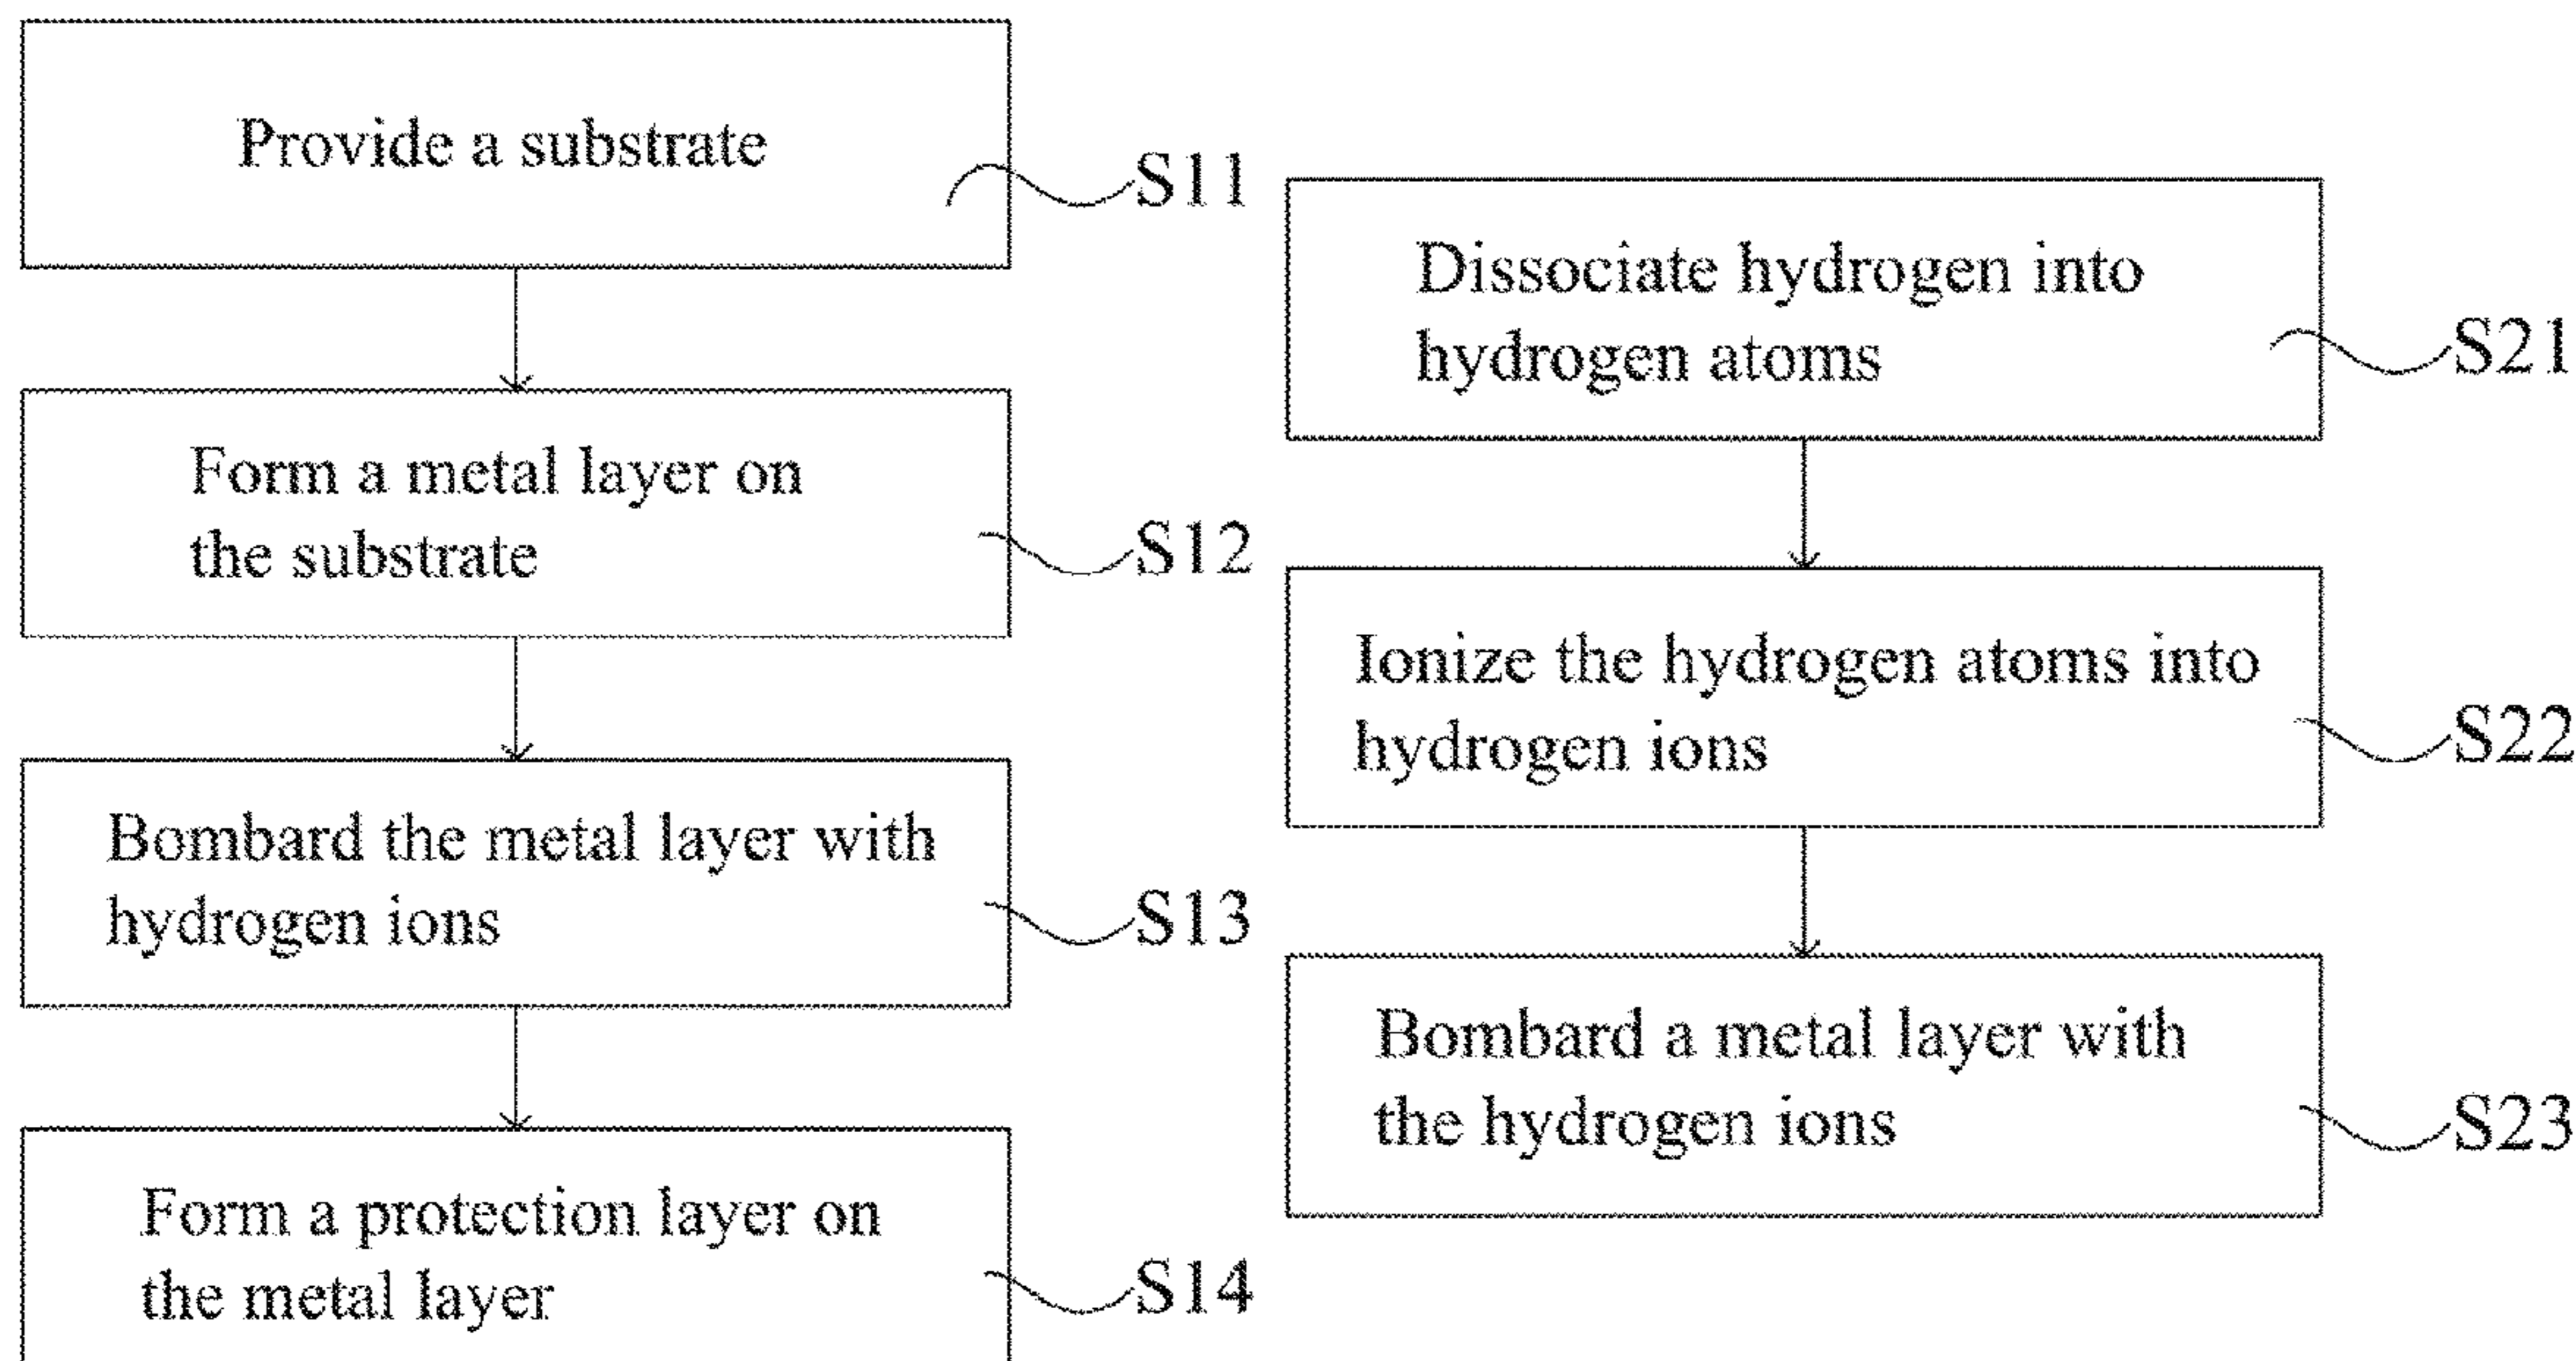 Provide a substrate
S11
Form a metal layer on
the substrate
S12
Bombard the metal layer with
hydrogen ions
S13
Form a protection layer on
the metal layer
S14
Dissociate hydrogen into
hydrogen atoms
S21
Ionize the hydrogen atoms into
hydrogen ions
S22
Bombard a metal layer with
the hydrogen ions
S23